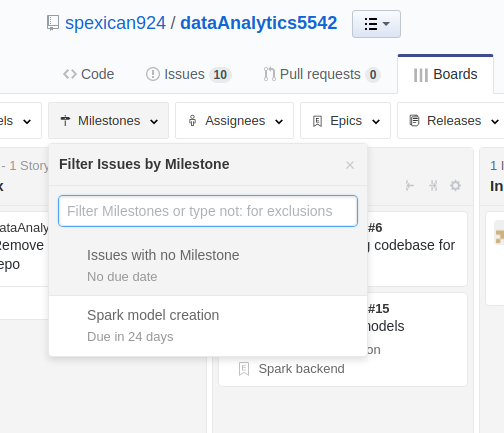 spexican924 / dataAnalytics5542
Code Issues 10 Pull requests 0 Boards
els Milestones Assignees Epics Releases
- 1 Story
Filter Issues by Milestone ×
1 I
x
In
Filter Milestones or type not: for exclusions
ataAnaly
#6
Remove
g codebase for
epo
Issues with no Milestone
No due date
Spark model creation
#15
nodels
Due in 24 days
on
Spark backend